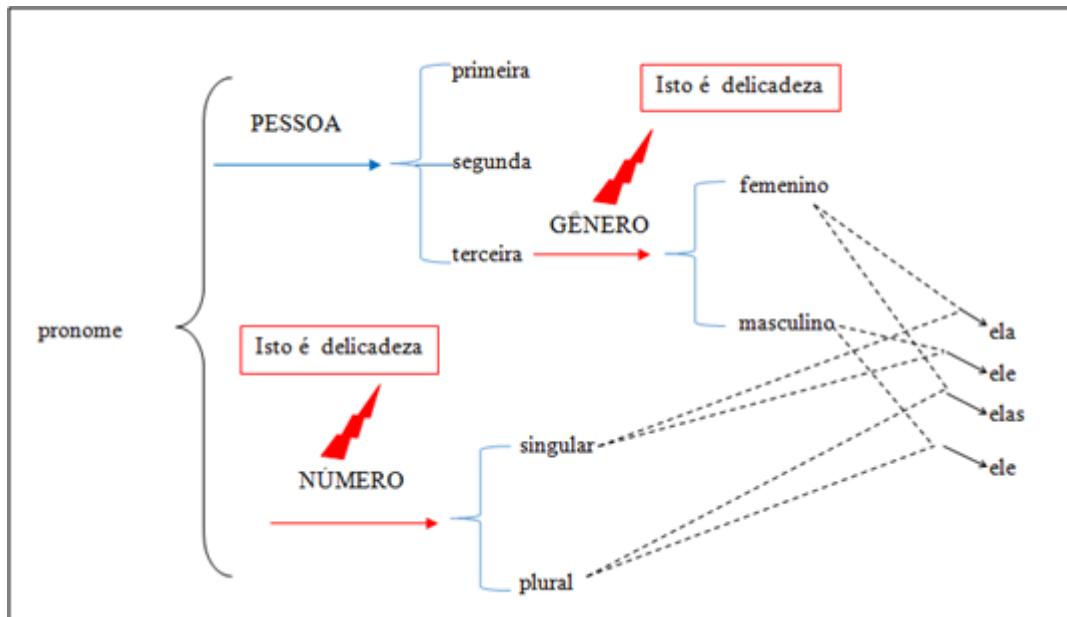 primeira
Isto é delicadeza
PESSOA
segunda
femenino
GÊNERO
terceira
masculino
pronome
ela
Isto é delicadeza
ele
elas
singular
ele
NÚMERO
plural